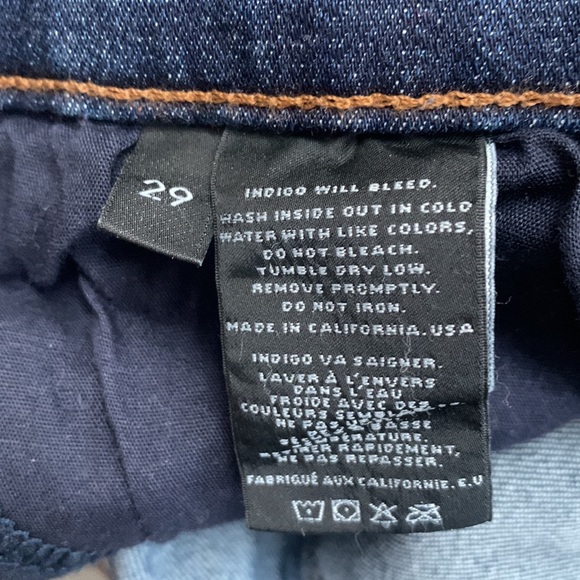 29
INDIGO WILL BLEED.
WASH INSIDE OUT IN COLD
WATER WITH LIKE COLORS,
DO NOT BLEACH.
TUMBLE DRY LOW.
REMOVE PROMPTLY.
DO NOT IRON.
MADE IN CALIFORNIA.USA
INDIGO VA SAIGNER.
LAVER À L'ENVERS
DANS L'EAU
FROIDE AVEC DES
COULEURS
NE PAS
RAPIDEMENT,
NE PAS REPASSER.
FABRIQUÉ AUX CALIFORNIE.E.U